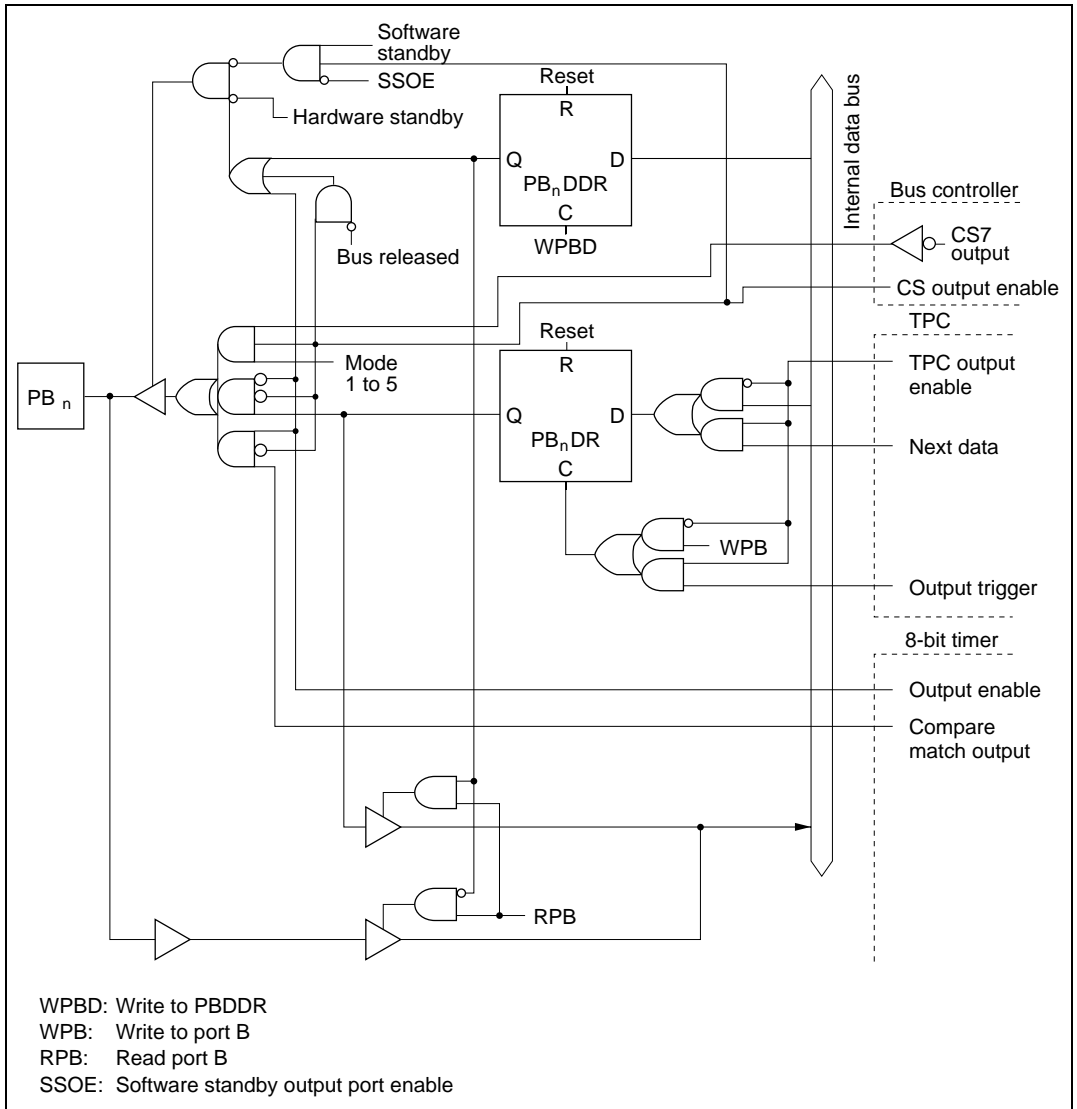 Software
standby
SSOE
Hardware standby
Reset
R
Q
D
PBnDDR
C
WPBD
Internal data bus
Bus controller
CS7
output
CS output enable
Bus released
TPC
Reset
R
Mode
1 to 5
TPC output
enable
PB n
Q
D
PBnDR
C
Next data
WPB
Output trigger
8-bit timer
Output enable
Compare
match output
RPB
WPBD: Write to PBDDR
WPB: Write to port B
RPB: Read port B
SSOE: Software standby output port enable